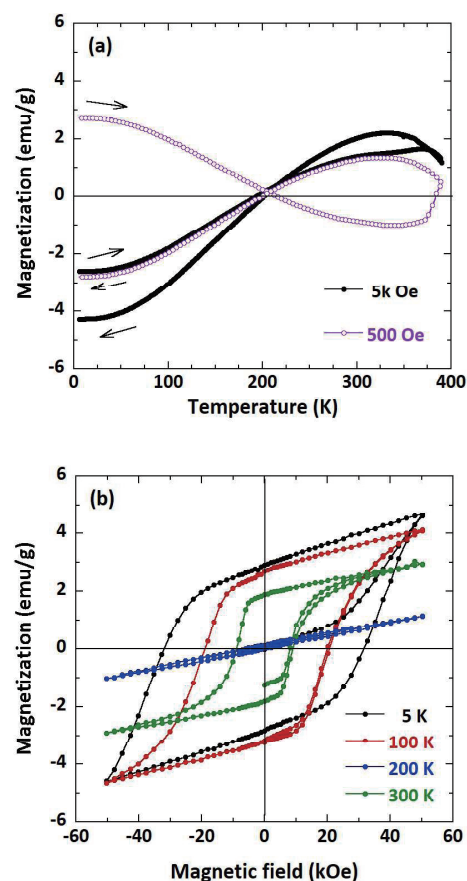 (a)
Magnetization (emu/g)
6
4
2
0
-2
-4
-6
5k Oe
500 Oe
0
100
200
300
400
Temperature (K)
(b)
Magnetization (emu/g)
6
4
2
0
-2
-4
-6
5 K
100 K
200 K
300 K
-60
-40
-20
0
20
40
60
Magnetic field (kOe)